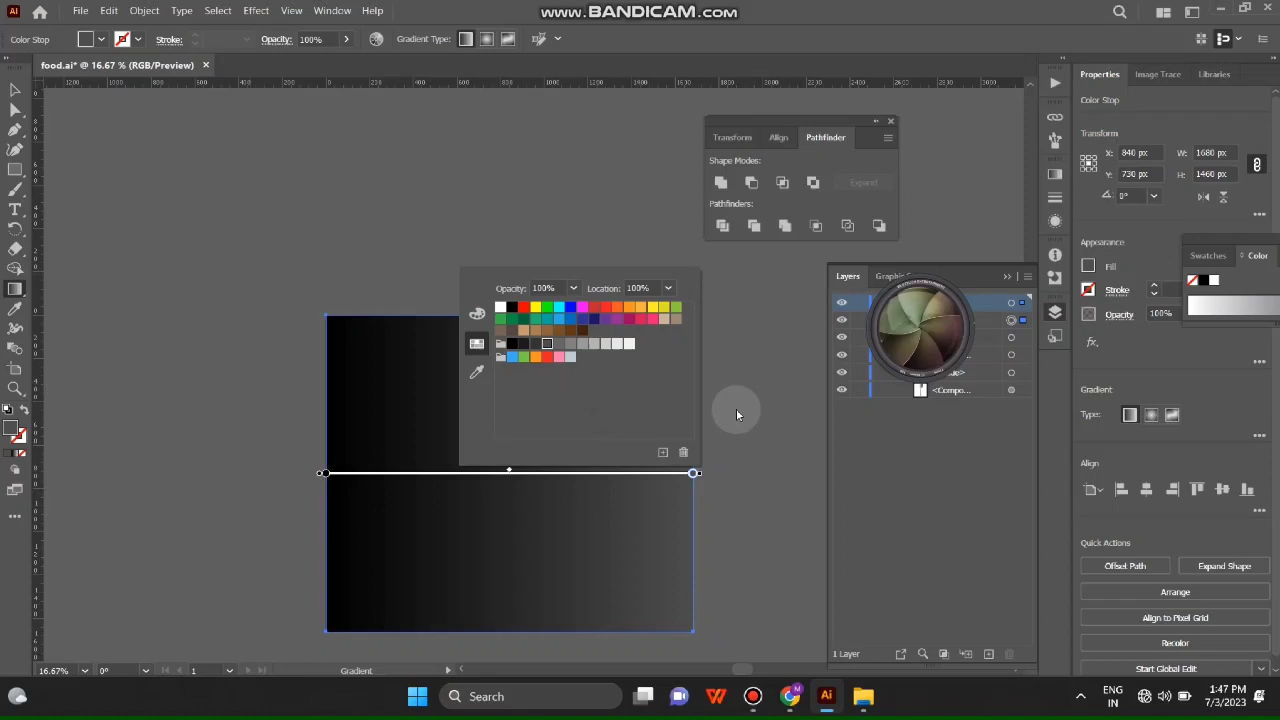 www.BANDICAM.com
Ai File Edit Object Type Select Effect View Window Help
Color Stop Stroke: Opacity: 100% Gradient Type:
food.ai* @ 16.67 % (RGB/Preview)
Properties Image Trace Libraries
Color Stop
Transform
X: 840 px W: 1680 px
Y: 730 px H: 1460 px
0°
Appearance
Fill
Stroke
Opacity 100%
fx.
Swatches Color
Gradient
Type:
Align
Quick Actions
Offset Path Expand Shape
Arrange
Align to Pixel Grid
Recolor
Start Global Edit
Transform Align Pathfinder
Shape Modes:
Expand
Pathfinders:
Opacity: 100% Location: 100%
Layers
<Compo...
1 Layer
16.67% 0° 1 Gradient
Search
ENG
IN
1:47 PM
7/3/2023